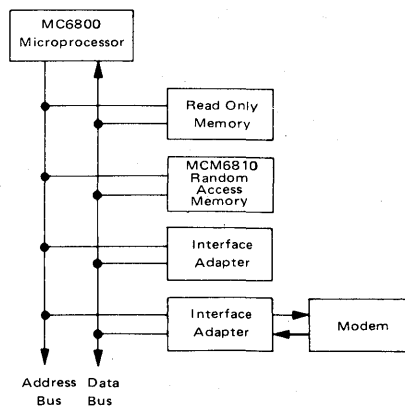 MC6800
Microprocessor
Read Only
Memory
MCM6810
Random
Access
Memory
Interface
Adapter
Interface
Adapter
Modem
Address Data
Bus Bus